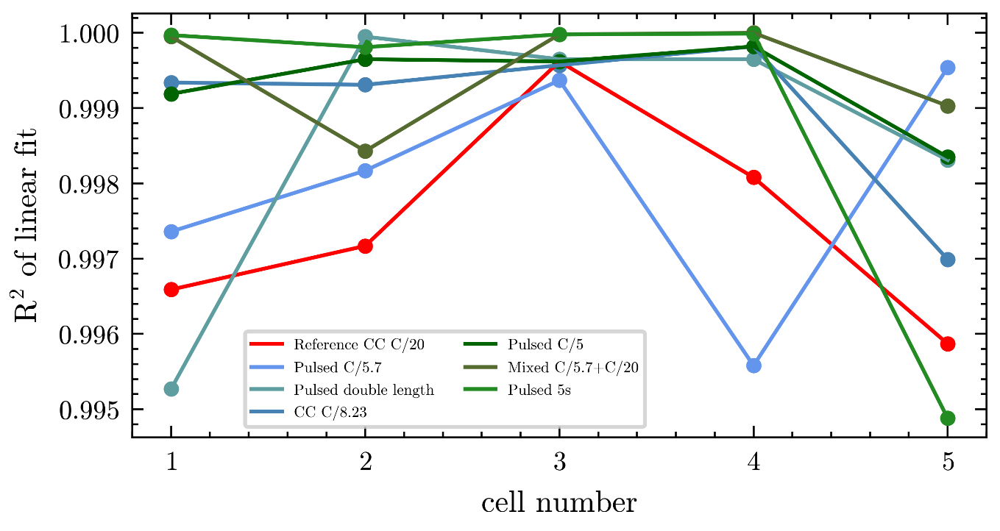 1.000
0.999
0.998
0.997
0.996
0.995
R² of linear fit
Reference CC C/20
Pulsed C/5.7
Pulsed double length
CC C/8.23
Pulsed C/5
Mixed C/5.7+C/20
Pulsed 5s
1 2 3 4 5
cell number